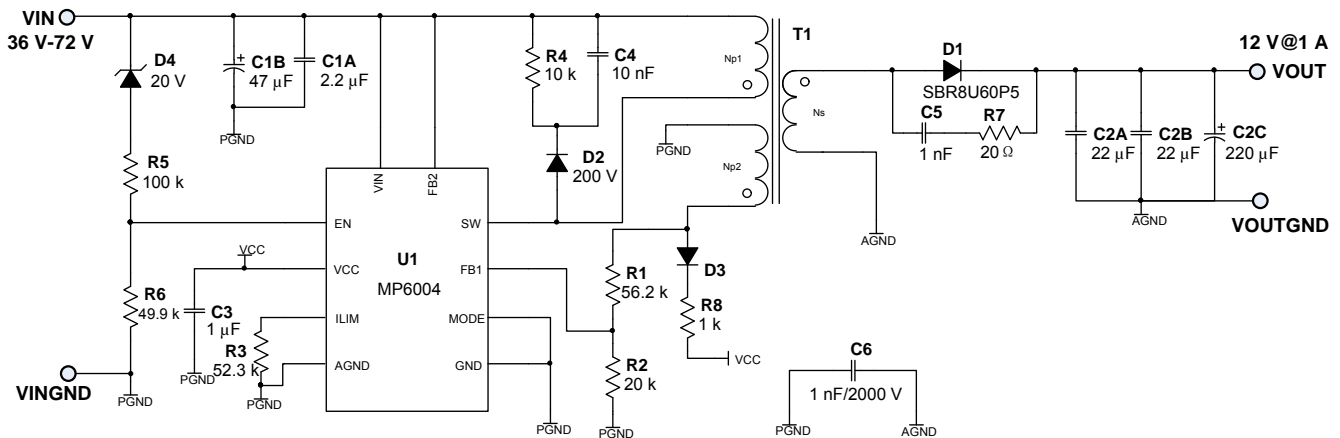 VIN
36 V-72 V
D4
20 V
C1B
47 μF
C1A
2.2 μF
PGND
R4
10 k
C4
10 nF
Np1
T1
D1
SBR8U60P5
12 V@1 A
VOUT
Ns
C5
1 nF
R7
20 Ω
C2A
22 μF
C2B
22 μF
C2C
220 μF
R5
100 k
D2
200 V
PGND
Np2
VIN
FB2
EN
SW
AGND
AGND
VOUTGND
VCC
VCC
U1
MP6004
FB1
R1
56.2 k
D3
R6
49.9 k
C3
1 μF
ILIM
MODE
R8
1 k
R3
52.3 k
AGND
GND
R2
20 k
VCC
C6
1 nF/2000 V
VINGND
PGND
PGND
PGND
PGND
PGND
PGND
AGND